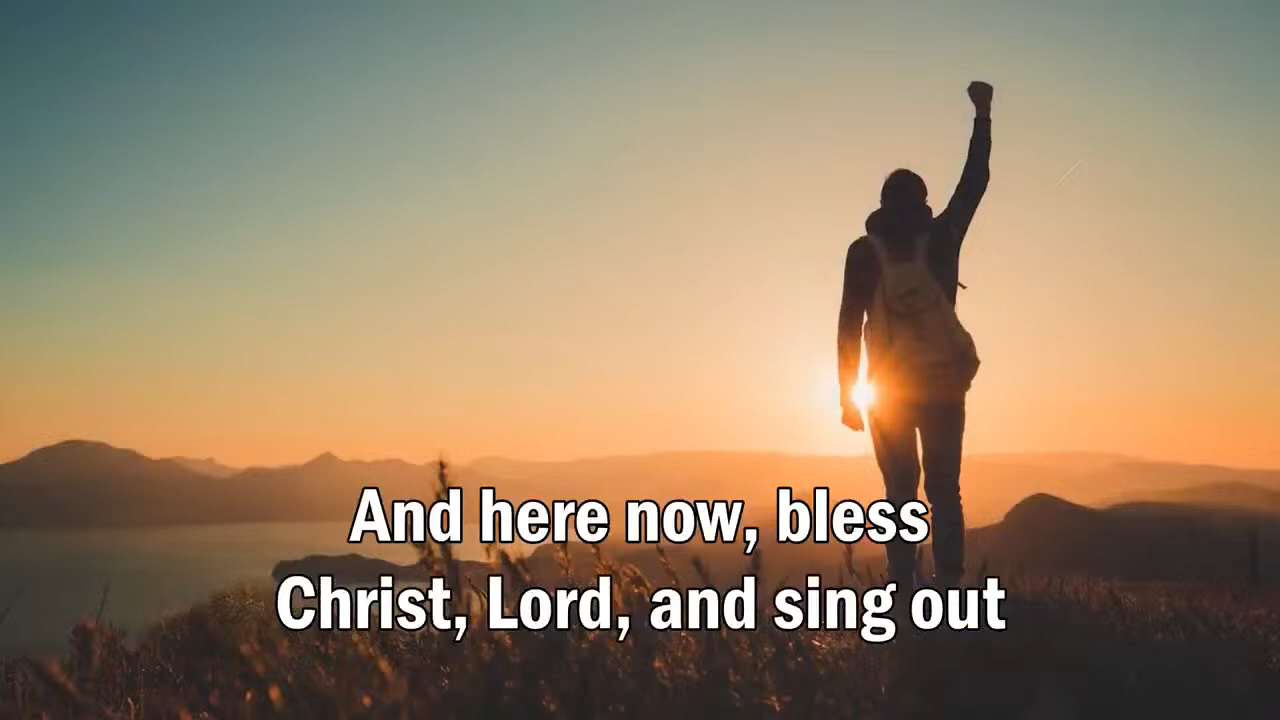 And here now, bless
Christ, Lord, and sing out